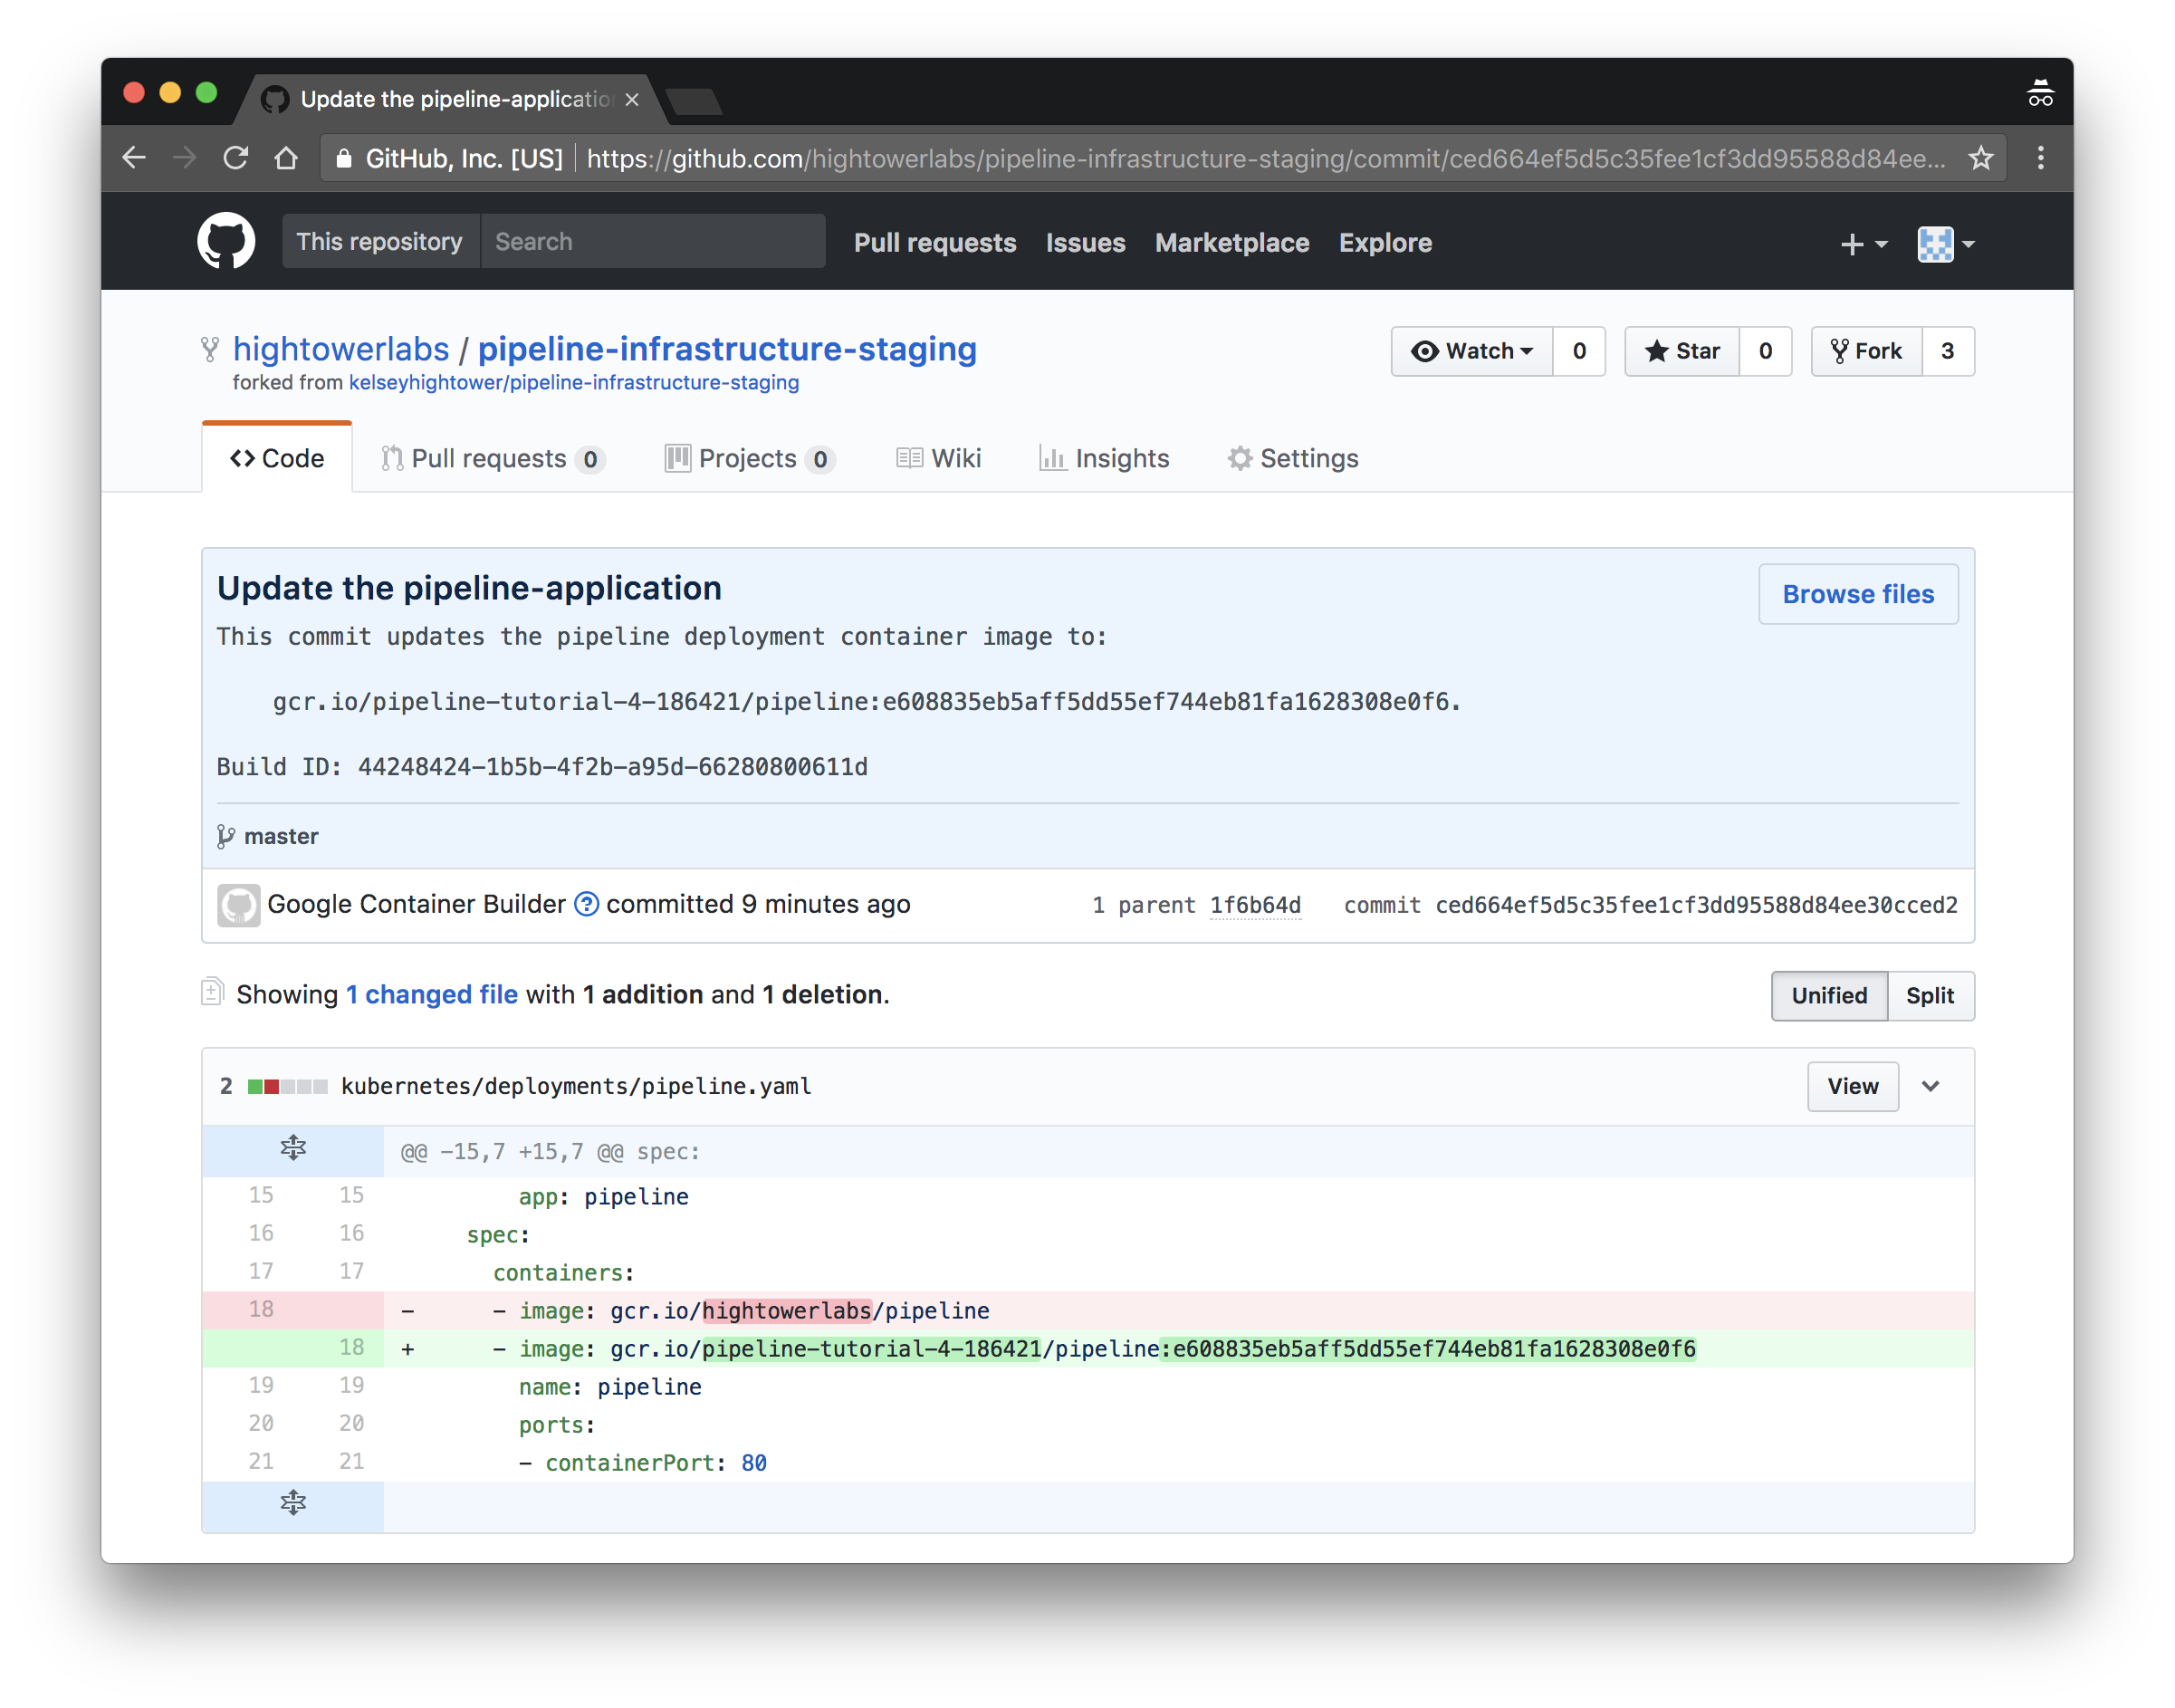 Update the pipeline-applicatio
GitHub, Inc. [US] https://github.com/hightowerlabs/pipeline-infrastructure-staging/commit/ced664ef5d5c35fee1cf3dd95588d84ee...
This repository Search Pull requests Issues Marketplace Explore
hightowerlabs / pipeline-infrastructure-staging Watch 0 Star 0 Fork 3
forked from kelseyhightower/pipeline-infrastructure-staging
Code Pull requests 0 Projects 0 Wiki Insights Settings
Update the pipeline-application Browse files
This commit updates the pipeline deployment container image to:
gcr.io/pipeline-tutorial-4-186421/pipeline:e608835eb5aff5dd55ef744eb81fa1628308e0f6.
Build ID: 44248424-1b5b-4f2b-a95d-66280800611d
master
Google Container Builder ? committed 9 minutes ago 1 parent 1f6b64d commit ced664ef5d5c35fee1cf3dd95588d84ee30cced2
Showing 1 changed file with 1 addition and 1 deletion. Unified Split
2 kubernetes/deployments/pipeline.yaml View
@@ -15,7 +15,7 @@ spec:
15 15 app: pipeline
16 16 spec:
17 17 containers:
18 - - image: gcr.io/hightowerlabs/pipeline
18 + - image: gcr.io/pipeline-tutorial-4-186421/pipeline:e608835eb5aff5dd55ef744eb81fa1628308e0f6
19 19 name: pipeline
20 20 ports:
21 21 - containerPort: 80